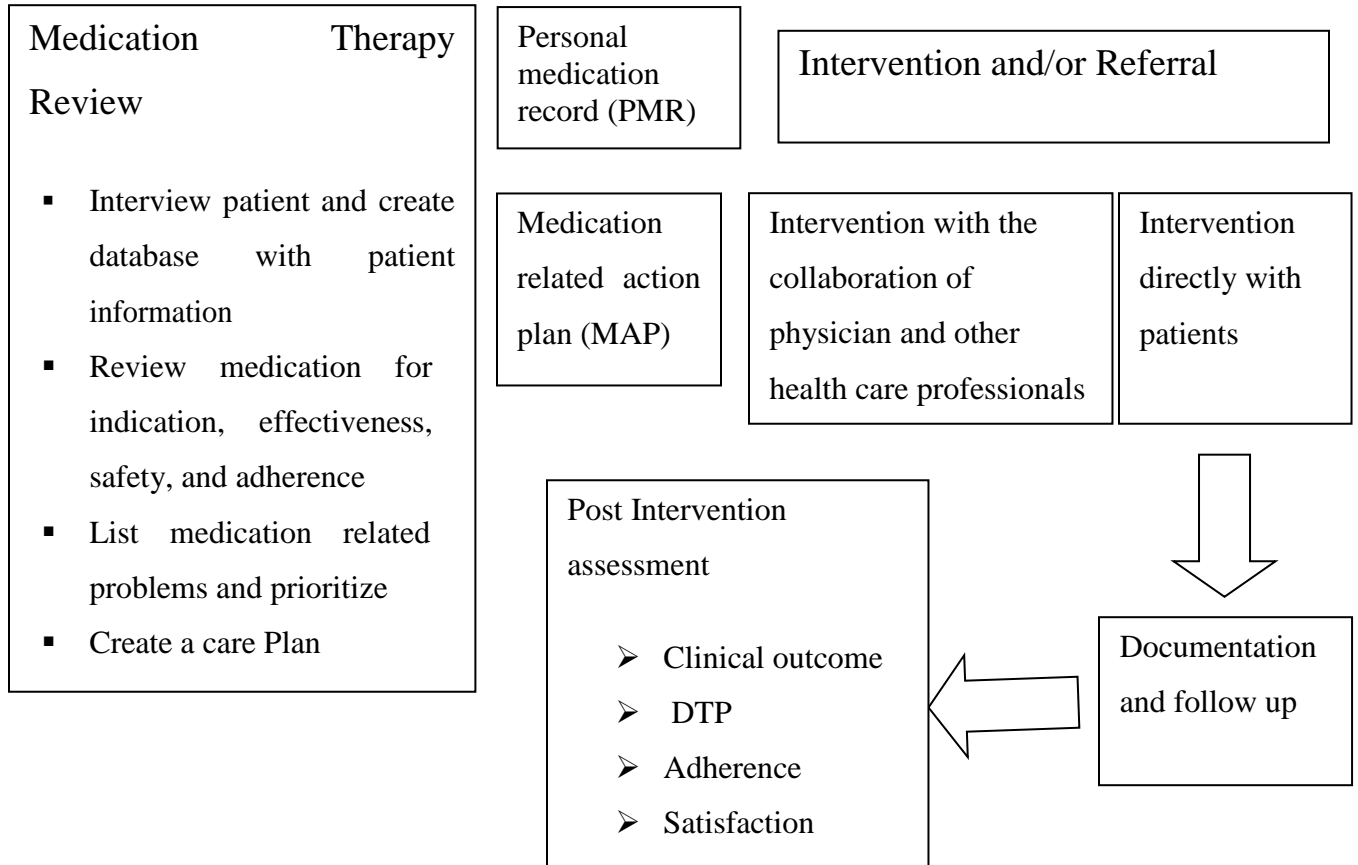 Medication Therapy
Review
▪ Interview patient and create
database with patient
information
▪ Review medication for
indication, effectiveness,
safety, and adherence
▪ List medication related
problems and prioritize
▪ Create a care Plan
Personal
medication
record (PMR)
Intervention and/or Referral
Medication
related action
plan (MAP)
Intervention with the
collaboration of
physician and other
health care professionals
Intervention
directly with
patients
Documentation
and follow up
Post Intervention
assessment
➢ Clinical outcome
➢ DTP
➢ Adherence
➢ Satisfaction